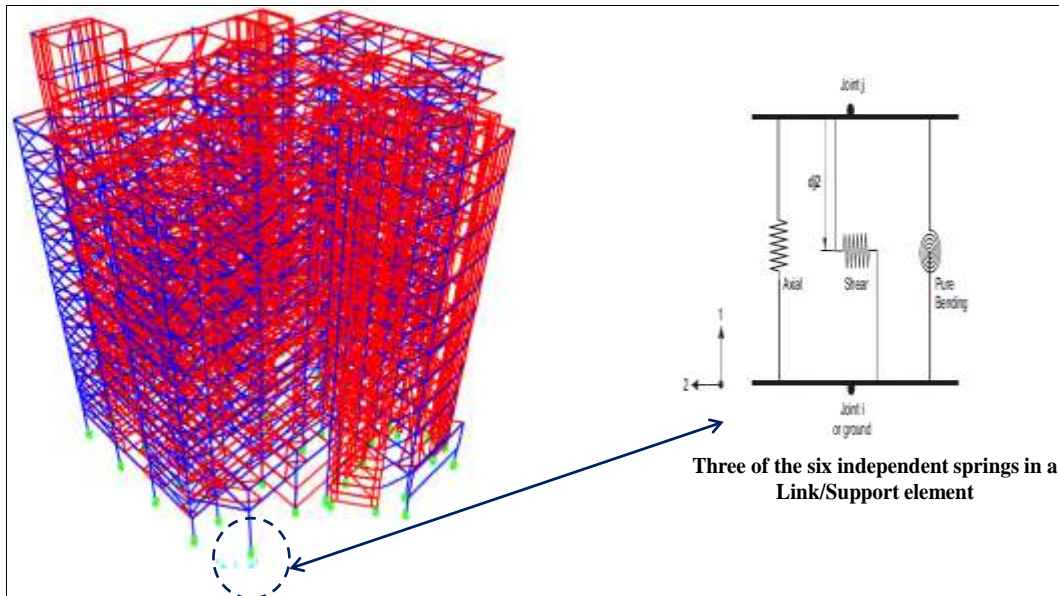 Joint j
dj2
Axial
Shear
Pure
Bending
1
2
Joint i
or ground
Three of the six independent springs in a
Link/Support element